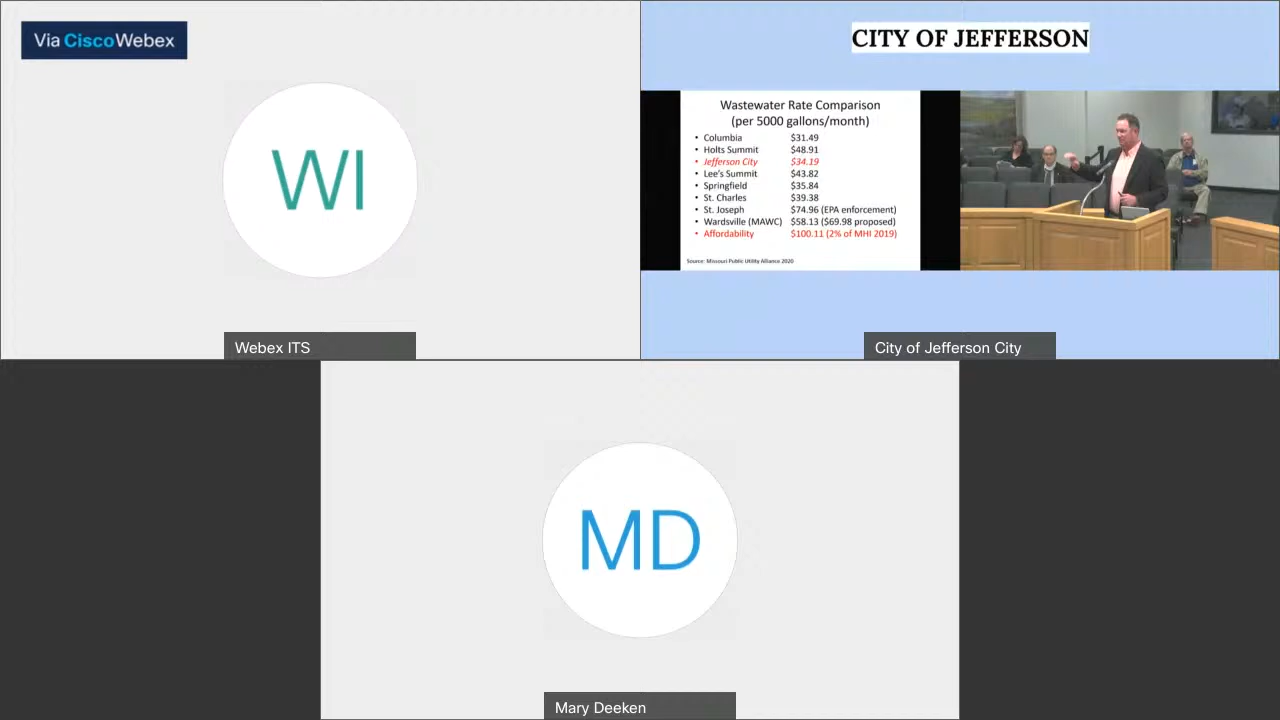 Via Cisco Webex
WI
Webex ITS
CITY OF JEFFERSON
Wastewater Rate Comparison
(per 5000 gallons/month)
• Columbia $31.49
• Holts Summit $48.91
• Jefferson City $34.19
• Lee's Summit $43.82
• Springfield $35.84
• St. Charles $39.38
• St. Joseph $74.96 (EPA enforcement)
• Wardsville (MAWC) $58.13 ($69.98 proposed)
• Affordability $100.11 (2% of MHI 2019)
Source: Missouri Public Utility Alliance 2020
City of Jefferson City
MD
Mary Deeken